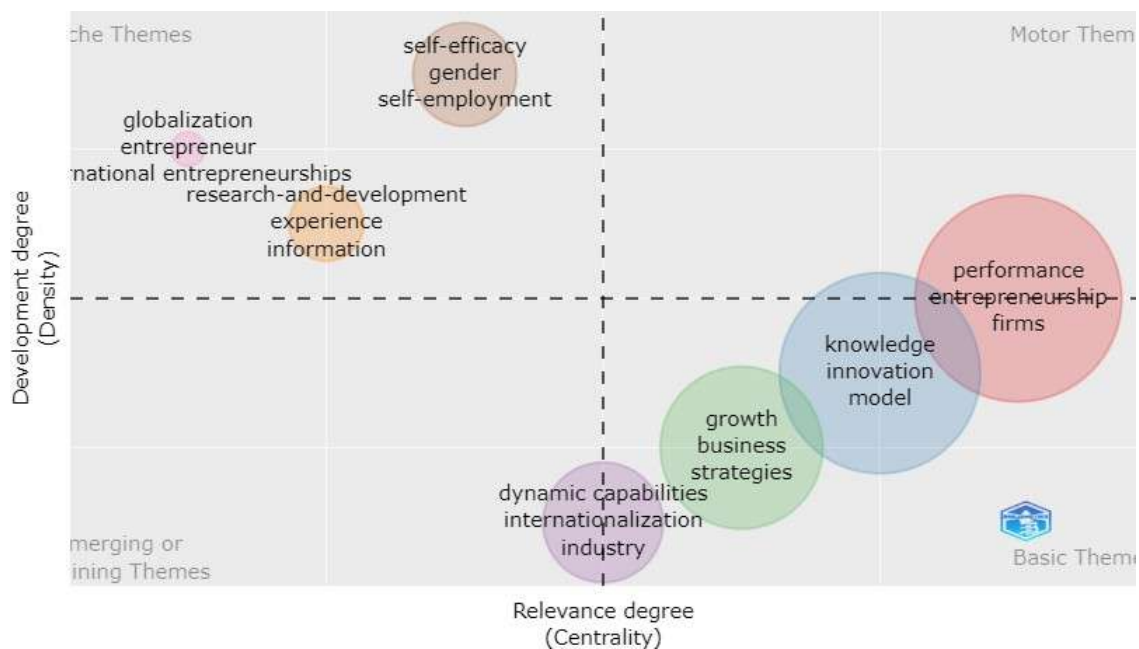 che Themes
Motor Theme
self-efficacy
gender
self-employment
globalization
entrepreneur
rnational entrepreneurships
research-and-development
experience
information
performance
entrepreneurship
firms
knowledge
innovation
model
growth
business
strategies
dynamic capabilities
internationalization
industry
merging or
ining Themes
Basic Theme
Development degree
(Density)
Relevance degree
(Centrality)